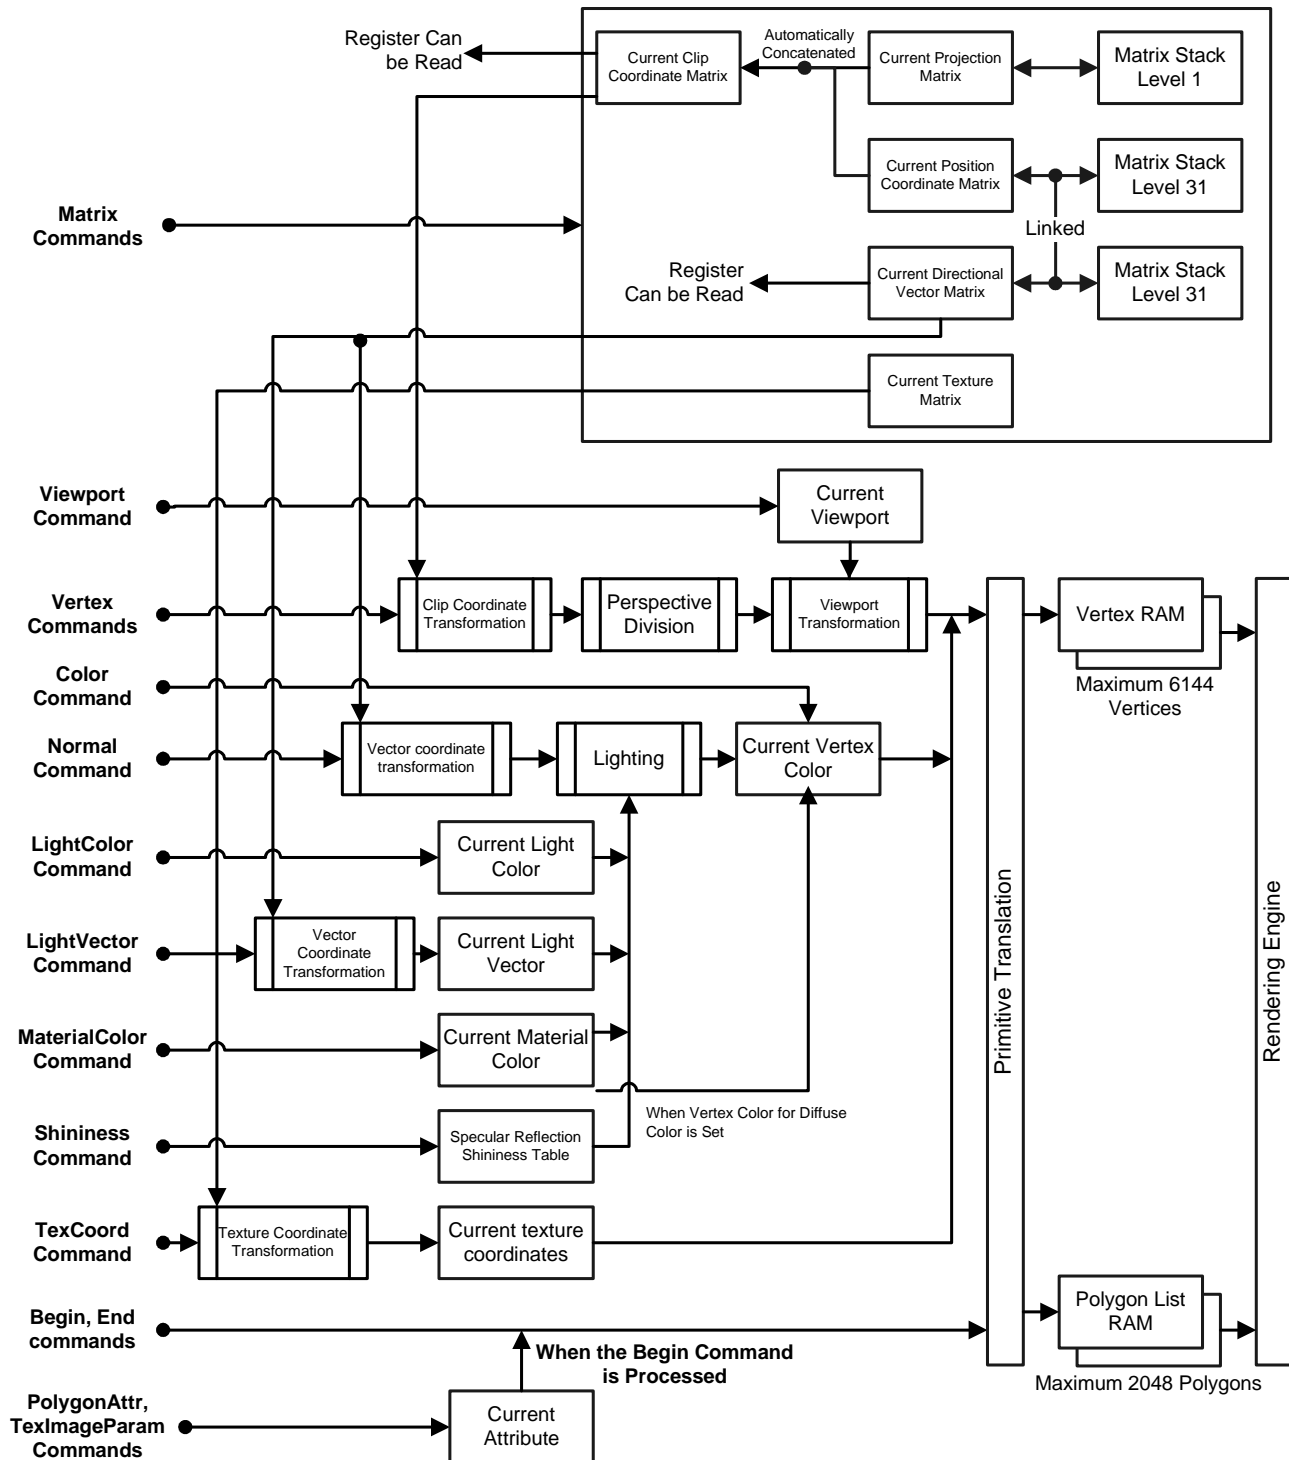 Register Can
be Read
Current Clip
Coordinate Matrix
Automatically
Concatenated
Current Projection
Matrix
Matrix Stack
Level 1
Current Position
Coordinate Matrix
Matrix Stack
Level 31
Matrix
Commands
Linked
Register
Can be Read
Current Directional
Vector Matrix
Matrix Stack
Level 31
Current Texture
Matrix
Viewport
Command
Current
Viewport
Vertex
Commands
Clip Coordinate
Transformation
Perspective
Division
Viewport
Transformation
Vertex RAM
Maximum 6144
Vertices
Color
Command
Normal
Command
Vector coordinate
transformation
Lighting
Current Vertex
Color
LightColor
Command
Current Light
Color
LightVector
Command
Vector
Coordinate
Transformation
Current Light
Vector
Primitive Translation
Rendering Engine
MaterialColor
Command
Current Material
Color
When Vertex Color for Diffuse
Color is Set
Shininess
Command
Specular Reflection
Shininess Table
TexCoord
Command
Texture Coordinate
Transformation
Current texture
coordinates
Begin, End
commands
When the Begin Command
is Processed
Polygon List
RAM
Maximum 2048 Polygons
PolygonAttr,
TexImageParam
Commands
Current
Attribute